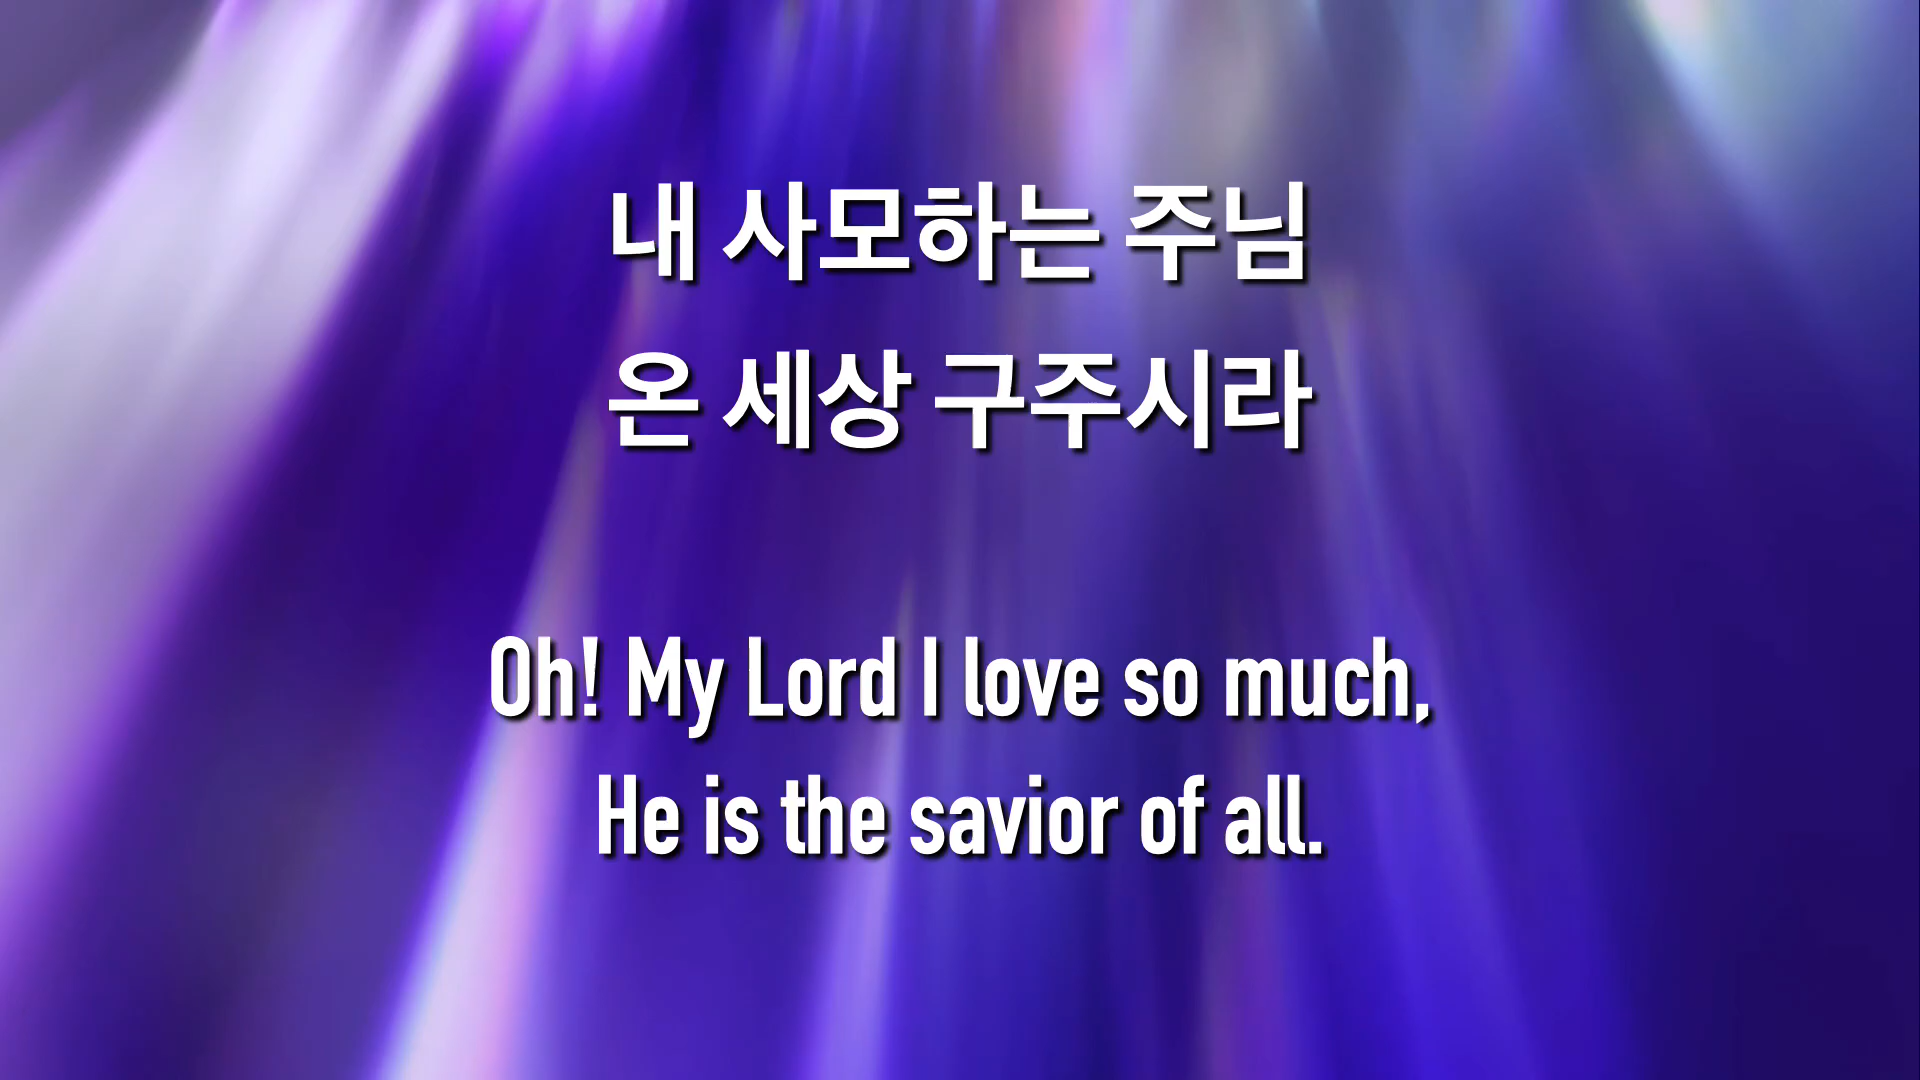 내 사모하는 주님
온 세상 구주시라
Oh! My Lord I love so much,
He is the savior of all.